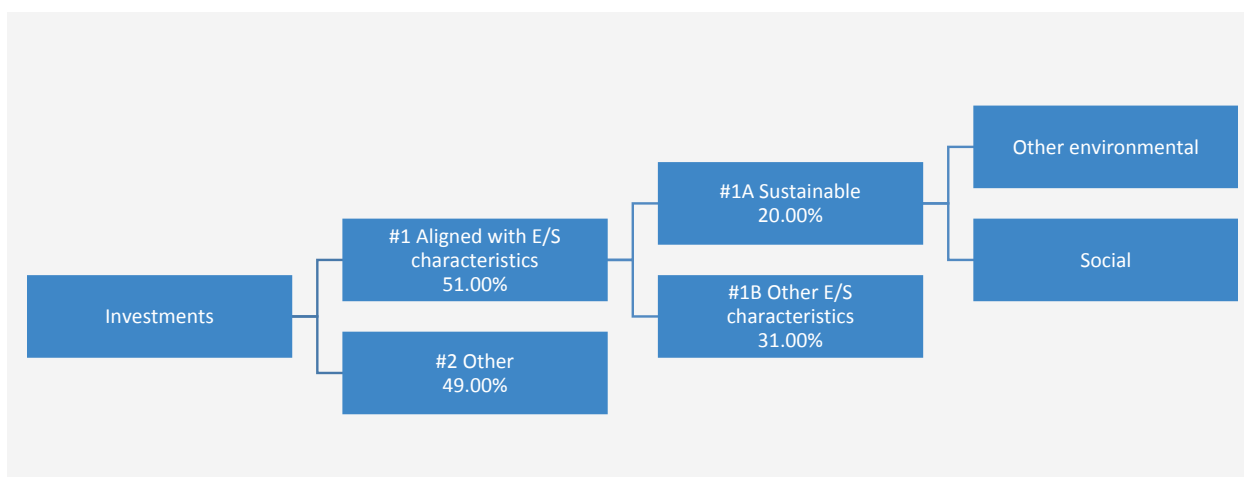 Investments
#1 Aligned with E/S
characteristics
51.00%
#2 Other
49.00%
#1A Sustainable
20.00%
#1B Other E/S
characteristics
31.00%
Other environmental
Social